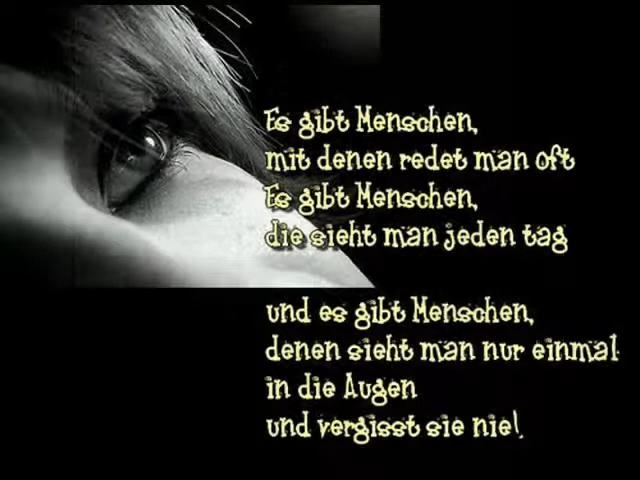 Es gibt Menschen,
mit denen redet man oft
Es gibt Menschen,
die sieht man jeden tag
und es gibt Menschen,
denen sieht man nur einmal
in die Augen
und vergisst sie nie!